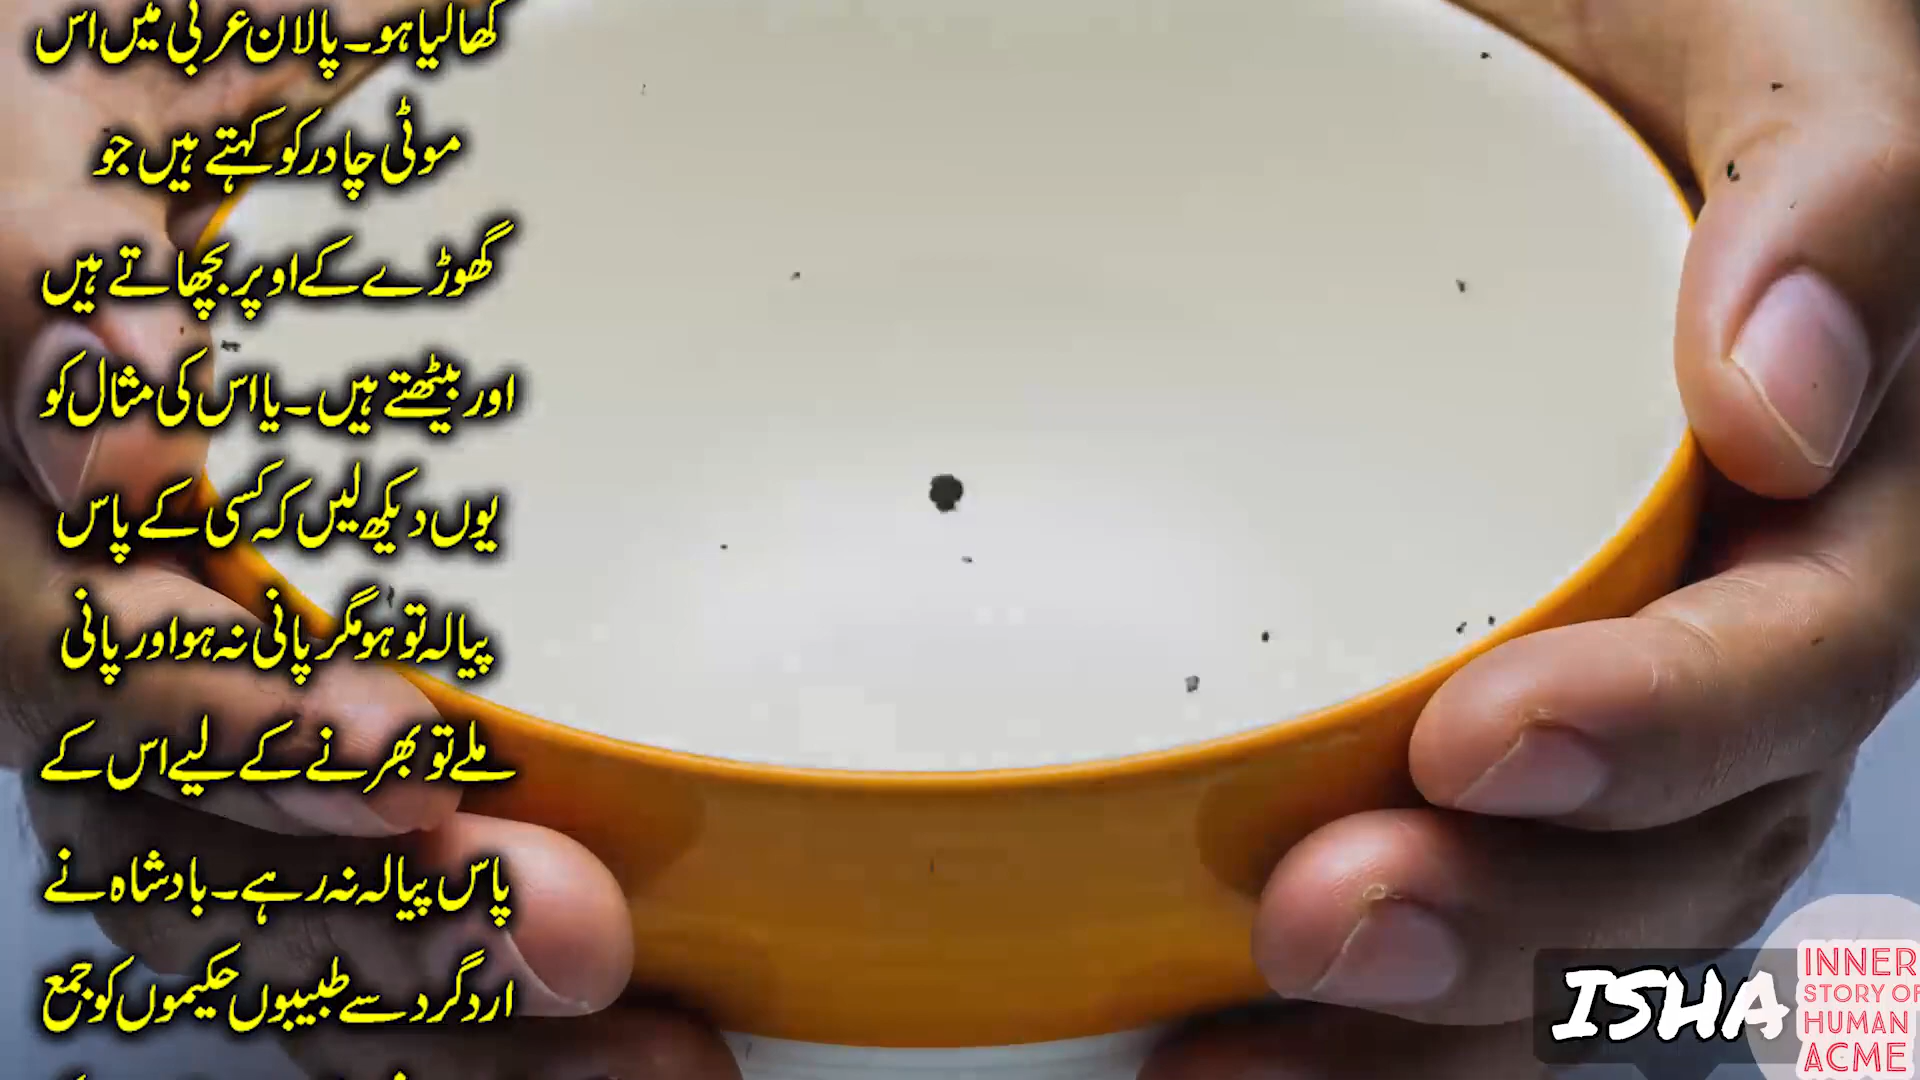 کھا لیا ہو۔ پالان عربی میں اس
موٹی چادر کو کہتے ہیں جو
گھوڑے کے اوپر بچھاتے ہیں
اور بیٹھتے ہیں۔ یا اس کی مثال کو
یوں دیکھ لیں کہ کسی کے پاس
پیالہ تو ہو مگر پانی نہ ہو اور پانی
ملے تو بھرنے کے لیے اس کے
پاس پیالہ نہ رہے۔ بادشاہ نے
اردگرد سے طبیبوں حکیموں کو جمع
ISHA
INNER
STORY OF
HUMAN
ACME